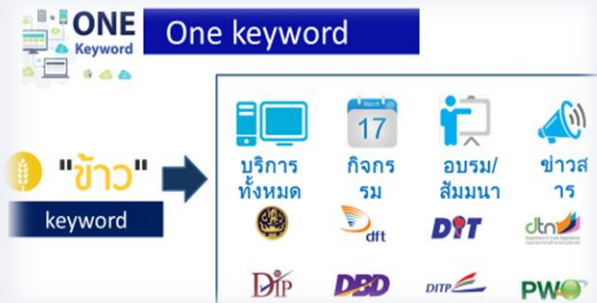 ONE
Keyword
One keyword
"ข้าว"
keyword
March
17
บริการ
ทั้งหมด
กิจกร
รม
อบรม/
สัมมนา
ข่าวส
าร
dft
DIT
dtn
DIP
DBD
DITP
PWO